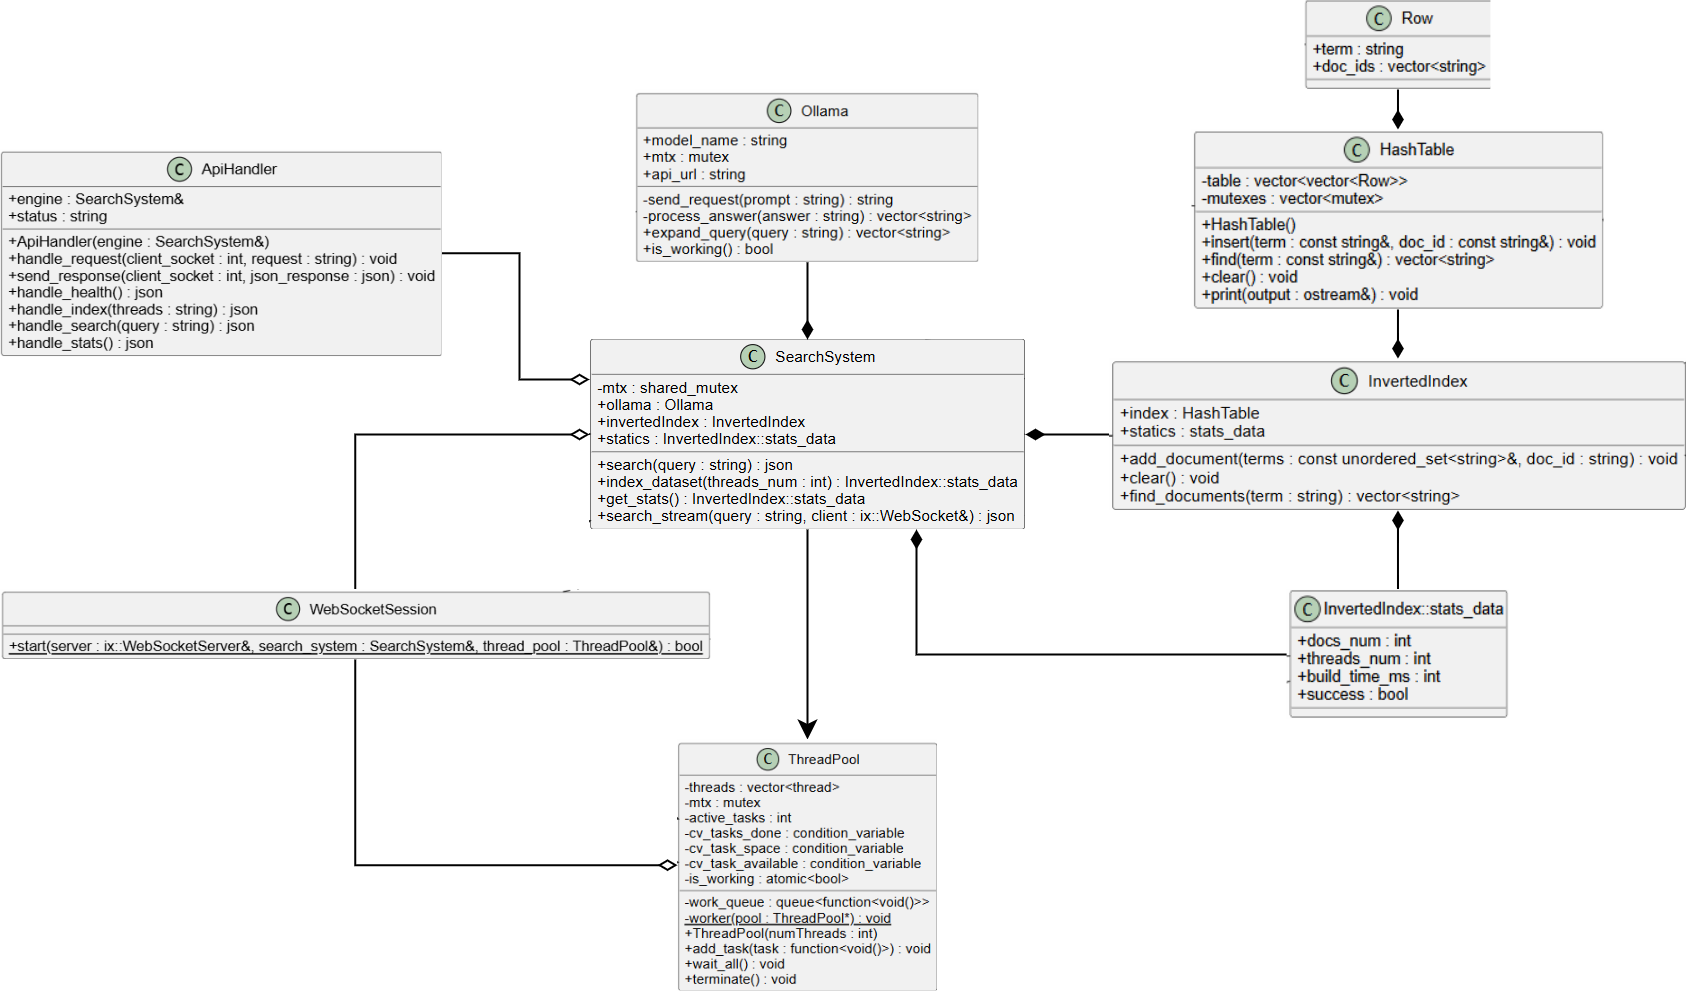 C Row
+term : string
+doc_ids : vector<string>
C Ollama
+model_name : string
+mtx : mutex
+api_url : string
-send_request(prompt : string) : string
-process_answer(answer : string) : vector<string>
+expand_query(query : string) : vector<string>
+is_working() : bool
C HashTable
-table : vector<vector<Row>>
-mutexes : vector<mutex>
+HashTable()
+insert(term : const string&, doc_id : const string&) : void
+find(term : const string&) : vector<string>
+clear() : void
+print(output : ostream&) : void
C ApiHandler
+engine : SearchSystem&
+status : string
+ApiHandler(engine : SearchSystem&)
+handle_request(client_socket : int, request : string) : void
+send_response(client_socket : int, json_response : json) : void
+handle_health() : json
+handle_index(threads : string) : json
+handle_search(query : string) : json
+handle_stats() : json
C SearchSystem
-mtx : shared_mutex
+ollama : Ollama
+invertedIndex : InvertedIndex
+statics : InvertedIndex::stats_data
+search(query : string) : json
+index_dataset(threads_num : int) : InvertedIndex::stats_data
+get_stats() : InvertedIndex::stats_data
+search_stream(query : string, client : ix::WebSocket&) : json
C InvertedIndex
+index : HashTable
+statics : stats_data
+add_document(terms : const unordered_set<string>&, doc_id : string) : void
+clear() : void
+find_documents(term : string) : vector<string>
C WebSocketSession
+start(server : ix::WebSocketServer&, search_system : SearchSystem&, thread_pool : ThreadPool&) : bool
C InvertedIndex::stats_data
+docs_num : int
+threads_num : int
+build_time_ms : int
+success : bool
C ThreadPool
-threads : vector<thread>
-mtx : mutex
-active_tasks : int
-cv_tasks_done : condition_variable
-cv_task_space : condition_variable
-cv_task_available : condition_variable
-is_working : atomic<bool>
-work_queue : queue<function<void()>>
-worker(pool : ThreadPool*) : void
+ThreadPool(numThreads : int)
+add_task(task : function<void()>) : void
+wait_all() : void
+terminate() : void